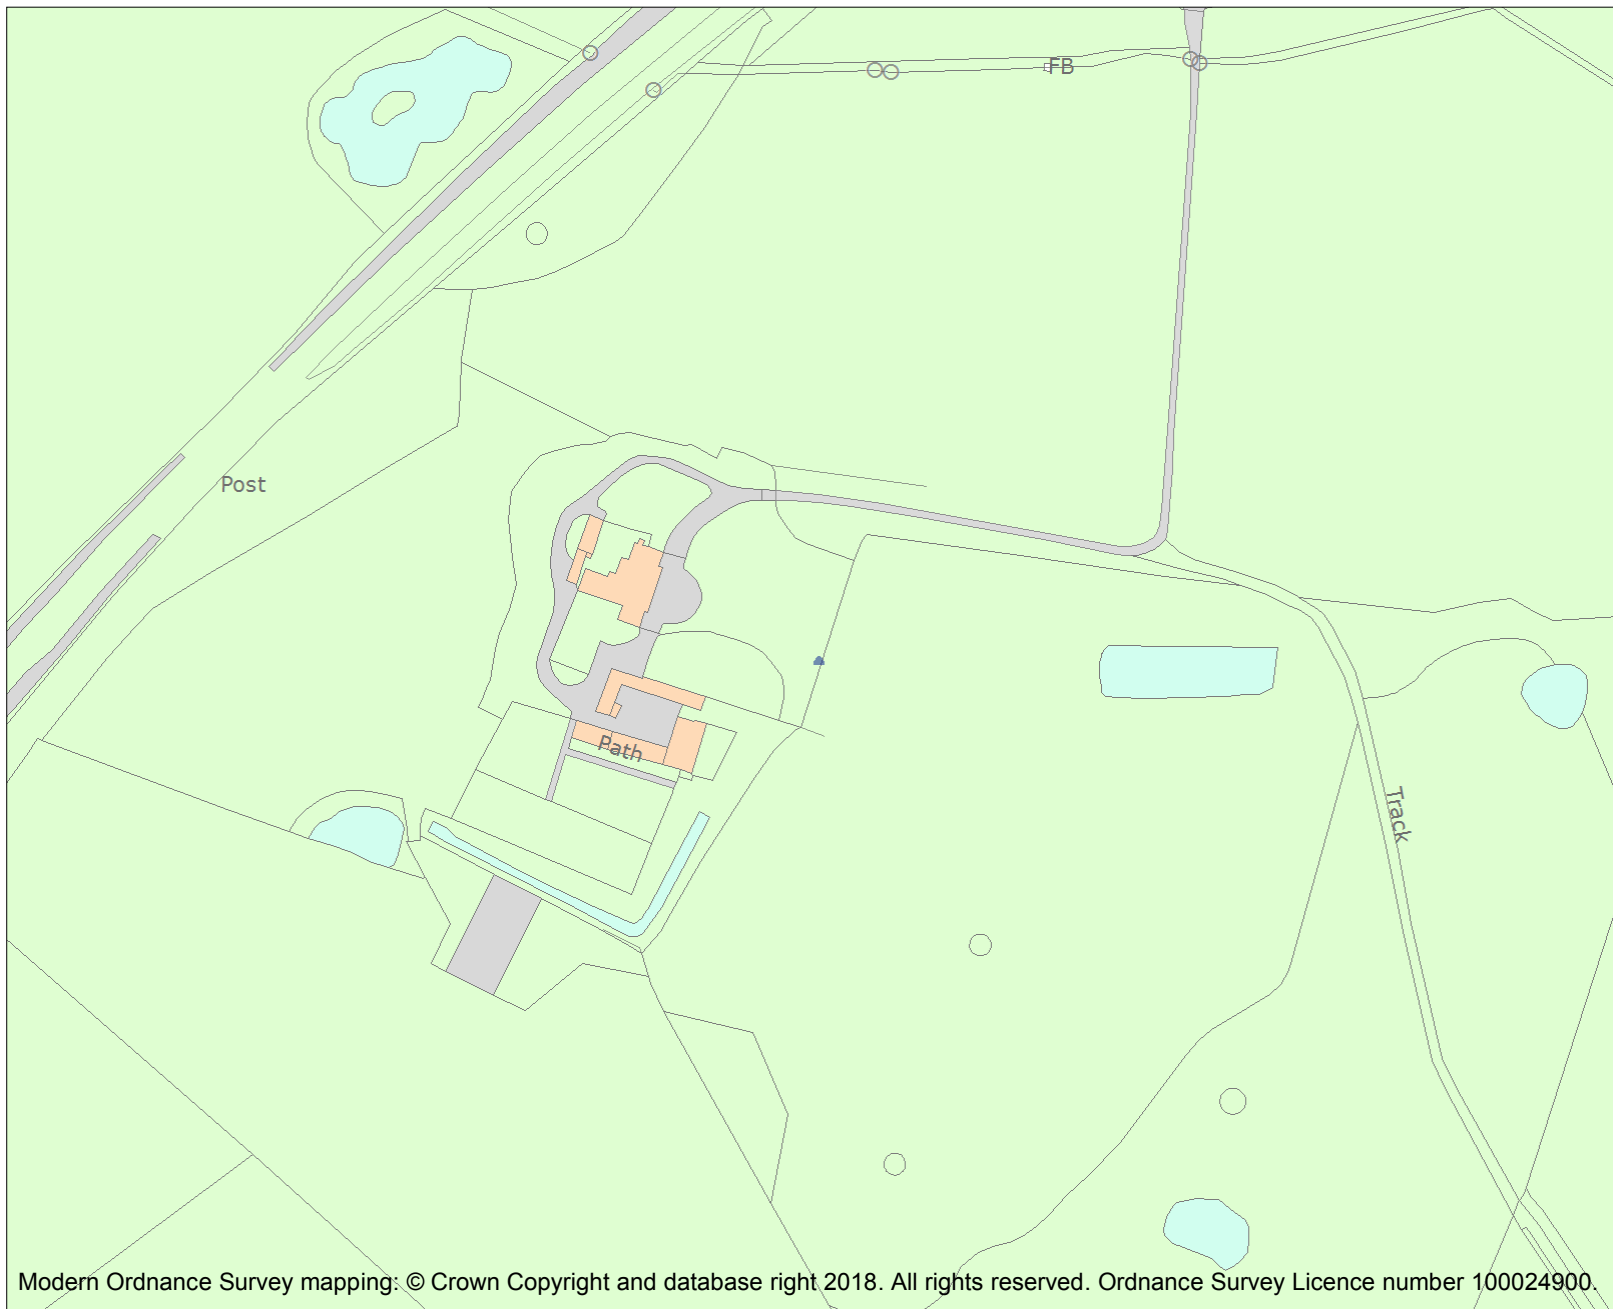 FB
Post
Path
Track
Modern Ordnance Survey mapping: © Crown Copyright and database right 2018. All rights reserved. Ordnance Survey Licence number 100024900.